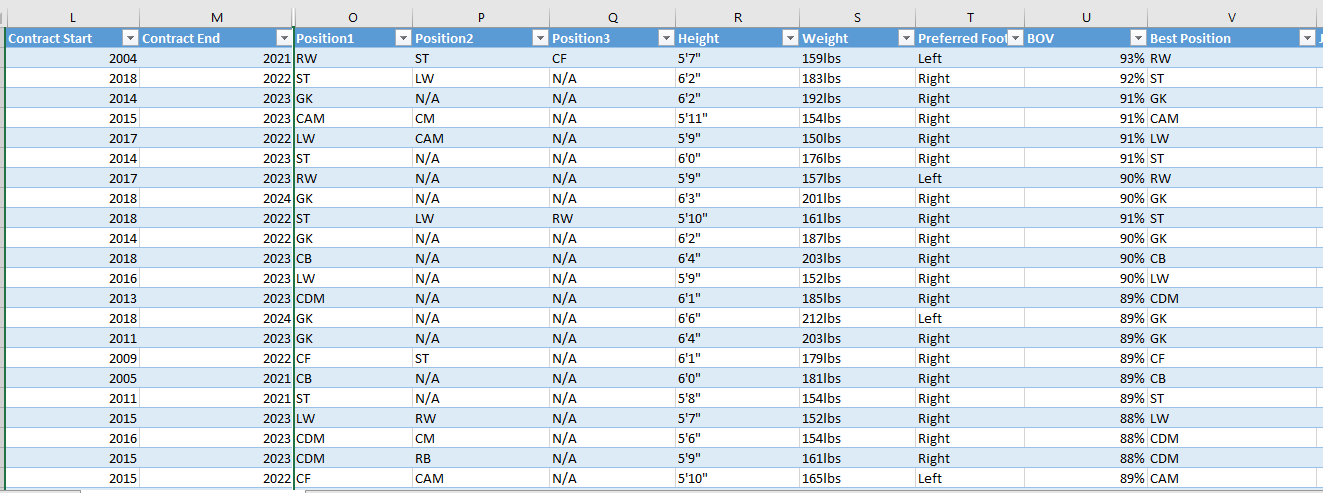 L M O P Q R S T U V
Contract Start Contract End Position1 Position2 Position3 Height Weight Preferred Foot BOV Best Position
2004 2021 RW ST CF 5'7" 159lbs Left 93% RW
2018 2022 ST LW N/A 6'2" 183lbs Right 92% ST
2014 2023 GK N/A N/A 6'2" 192lbs Right 91% GK
2015 2023 CAM CM N/A 5'11" 154lbs Right 91% CAM
2017 2022 LW CAM N/A 5'9" 150lbs Right 91% LW
2014 2023 ST N/A N/A 6'0" 176lbs Right 91% ST
2017 2023 RW N/A N/A 5'9" 157lbs Left 90% RW
2018 2024 GK N/A N/A 6'3" 201lbs Right 90% GK
2018 2022 ST LW RW 5'10" 161lbs Right 91% ST
2014 2022 GK N/A N/A 6'2" 187lbs Right 90% GK
2018 2023 CB N/A N/A 6'4" 203lbs Right 90% CB
2016 2023 LW N/A N/A 5'9" 152lbs Right 90% LW
2013 2023 CDM N/A N/A 6'1" 185lbs Right 89% CDM
2018 2024 GK N/A N/A 6'6" 212lbs Left 89% GK
2011 2023 GK N/A N/A 6'4" 203lbs Right 89% GK
2009 2022 CF ST N/A 6'1" 179lbs Right 89% CF
2005 2021 CB N/A N/A 6'0" 181lbs Right 89% CB
2011 2021 ST N/A N/A 5'8" 154lbs Right 89% ST
2015 2023 LW RW N/A 5'7" 152lbs Right 88% LW
2016 2023 CDM CM N/A 5'6" 154lbs Right 88% CDM
2015 2023 CDM RB N/A 5'9" 161lbs Right 88% CDM
2015 2022 CF CAM N/A 5'10" 165lbs Left 89% CAM